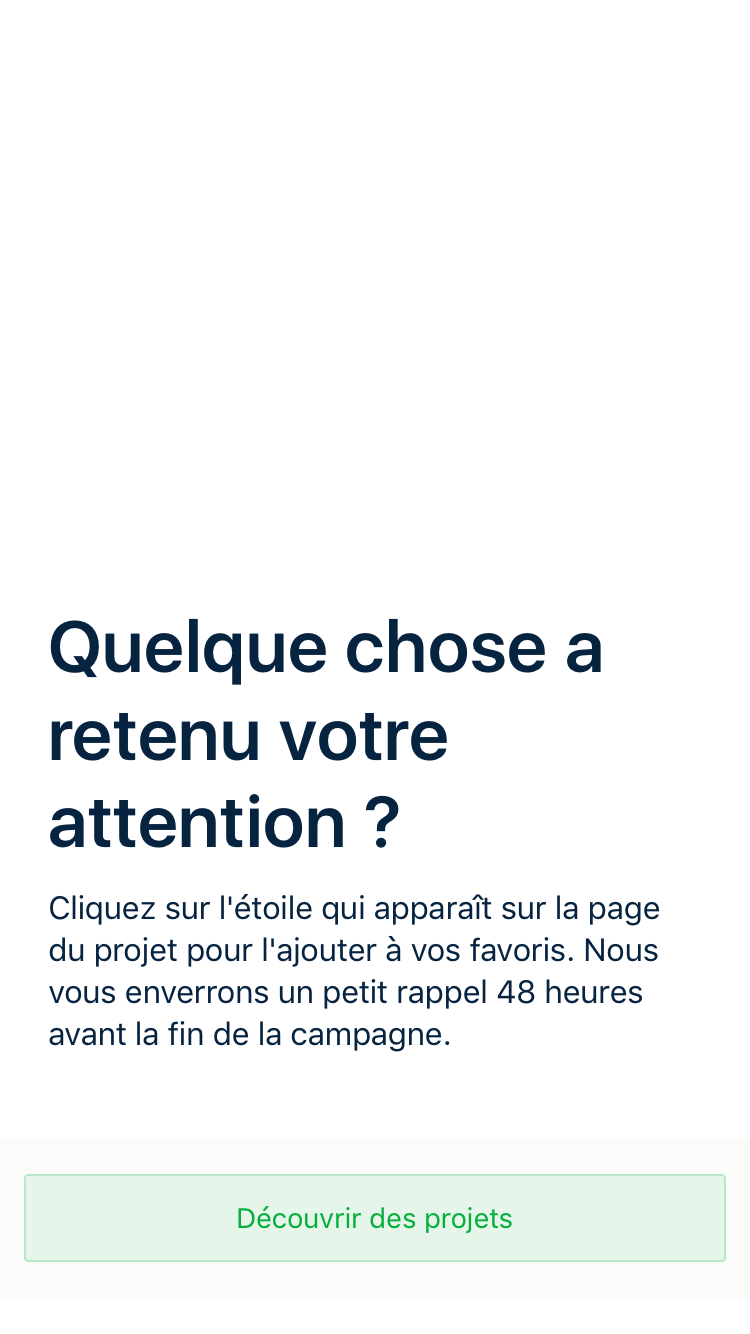 Quelque chose a
retenu votre
attention ?
Cliquez sur l'étoile qui apparaît sur la page
du projet pour l'ajouter à vos favoris. Nous
vous enverrons un petit rappel 48 heures
avant la fin de la campagne.
Découvrir des projets